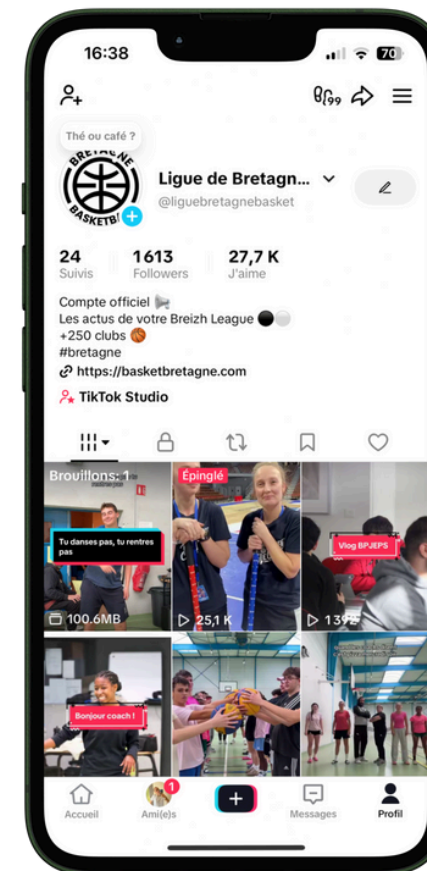 16:38
70
99
Thé ou café ?
BRETAGNE
BASKETB
Ligue de Bretagn...
@liguebretagnebasket
24
Suivis
1613
Followers
27,7 K
J'aime
Compte officiel
Les actus de votre Breizh League
+250 clubs
#bretagne
https://basketbretagne.com
TikTok Studio
Brouillons: 1
Tu danses pas, tu rentres
pas
100.6MB
Épinglé
25,1 K
Vlog BPJEPS
1392
Bonjour coach !
Accueil
1
Ami(e)s
Messages
Profil